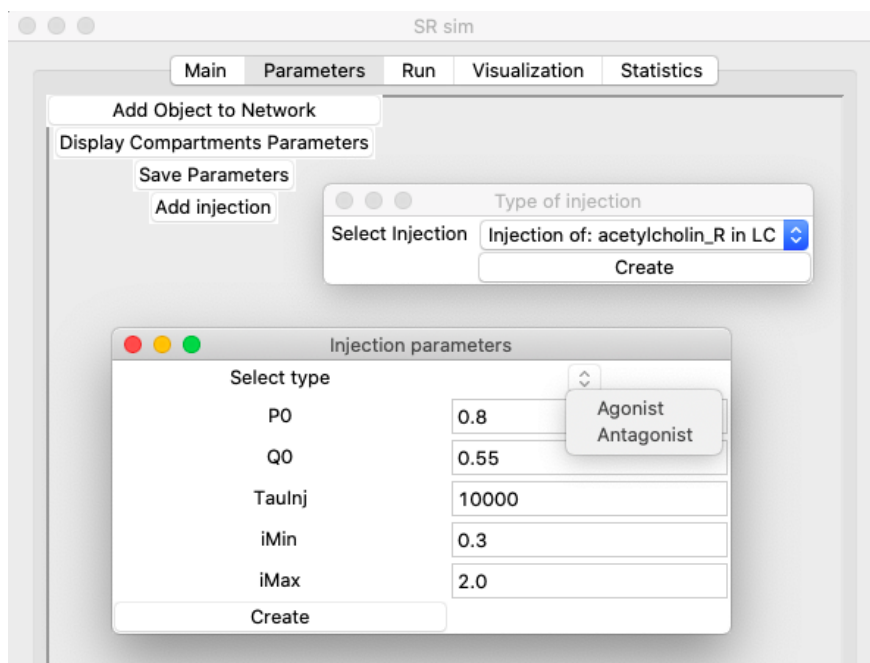 SR sim
Main Parameters Run Visualization Statistics
Add Object to Network
Display Compartments Parameters
Save Parameters
Add injection
Type of injection
Select Injection Injection of: acetylcholin_R in LC
Create
Injection parameters
Select type
Agonist
Antagonist
P0 0.8
Q0 0.55
TauInj 10000
iMin 0.3
iMax 2.0
Create